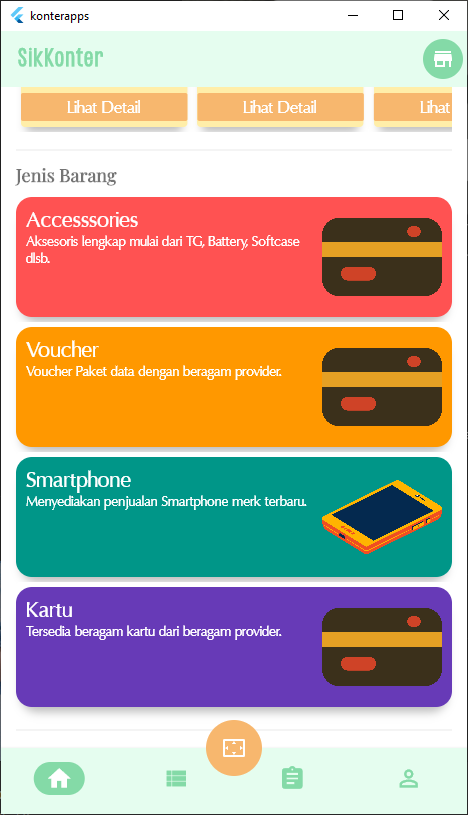 konterapps
SikKonter
Lihat Detail
Lihat Detail
Lihat
Jenis Barang
Accesssories
Aksesoris lengkap mulai dari TG, Battery, Softcase
dlsb.
Voucher
Voucher Paket data dengan beragam provider.
Smartphone
Menyediakan penjualan Smartphone merk terbaru.
Kartu
Tersedia beragam kartu dari beragam provider.